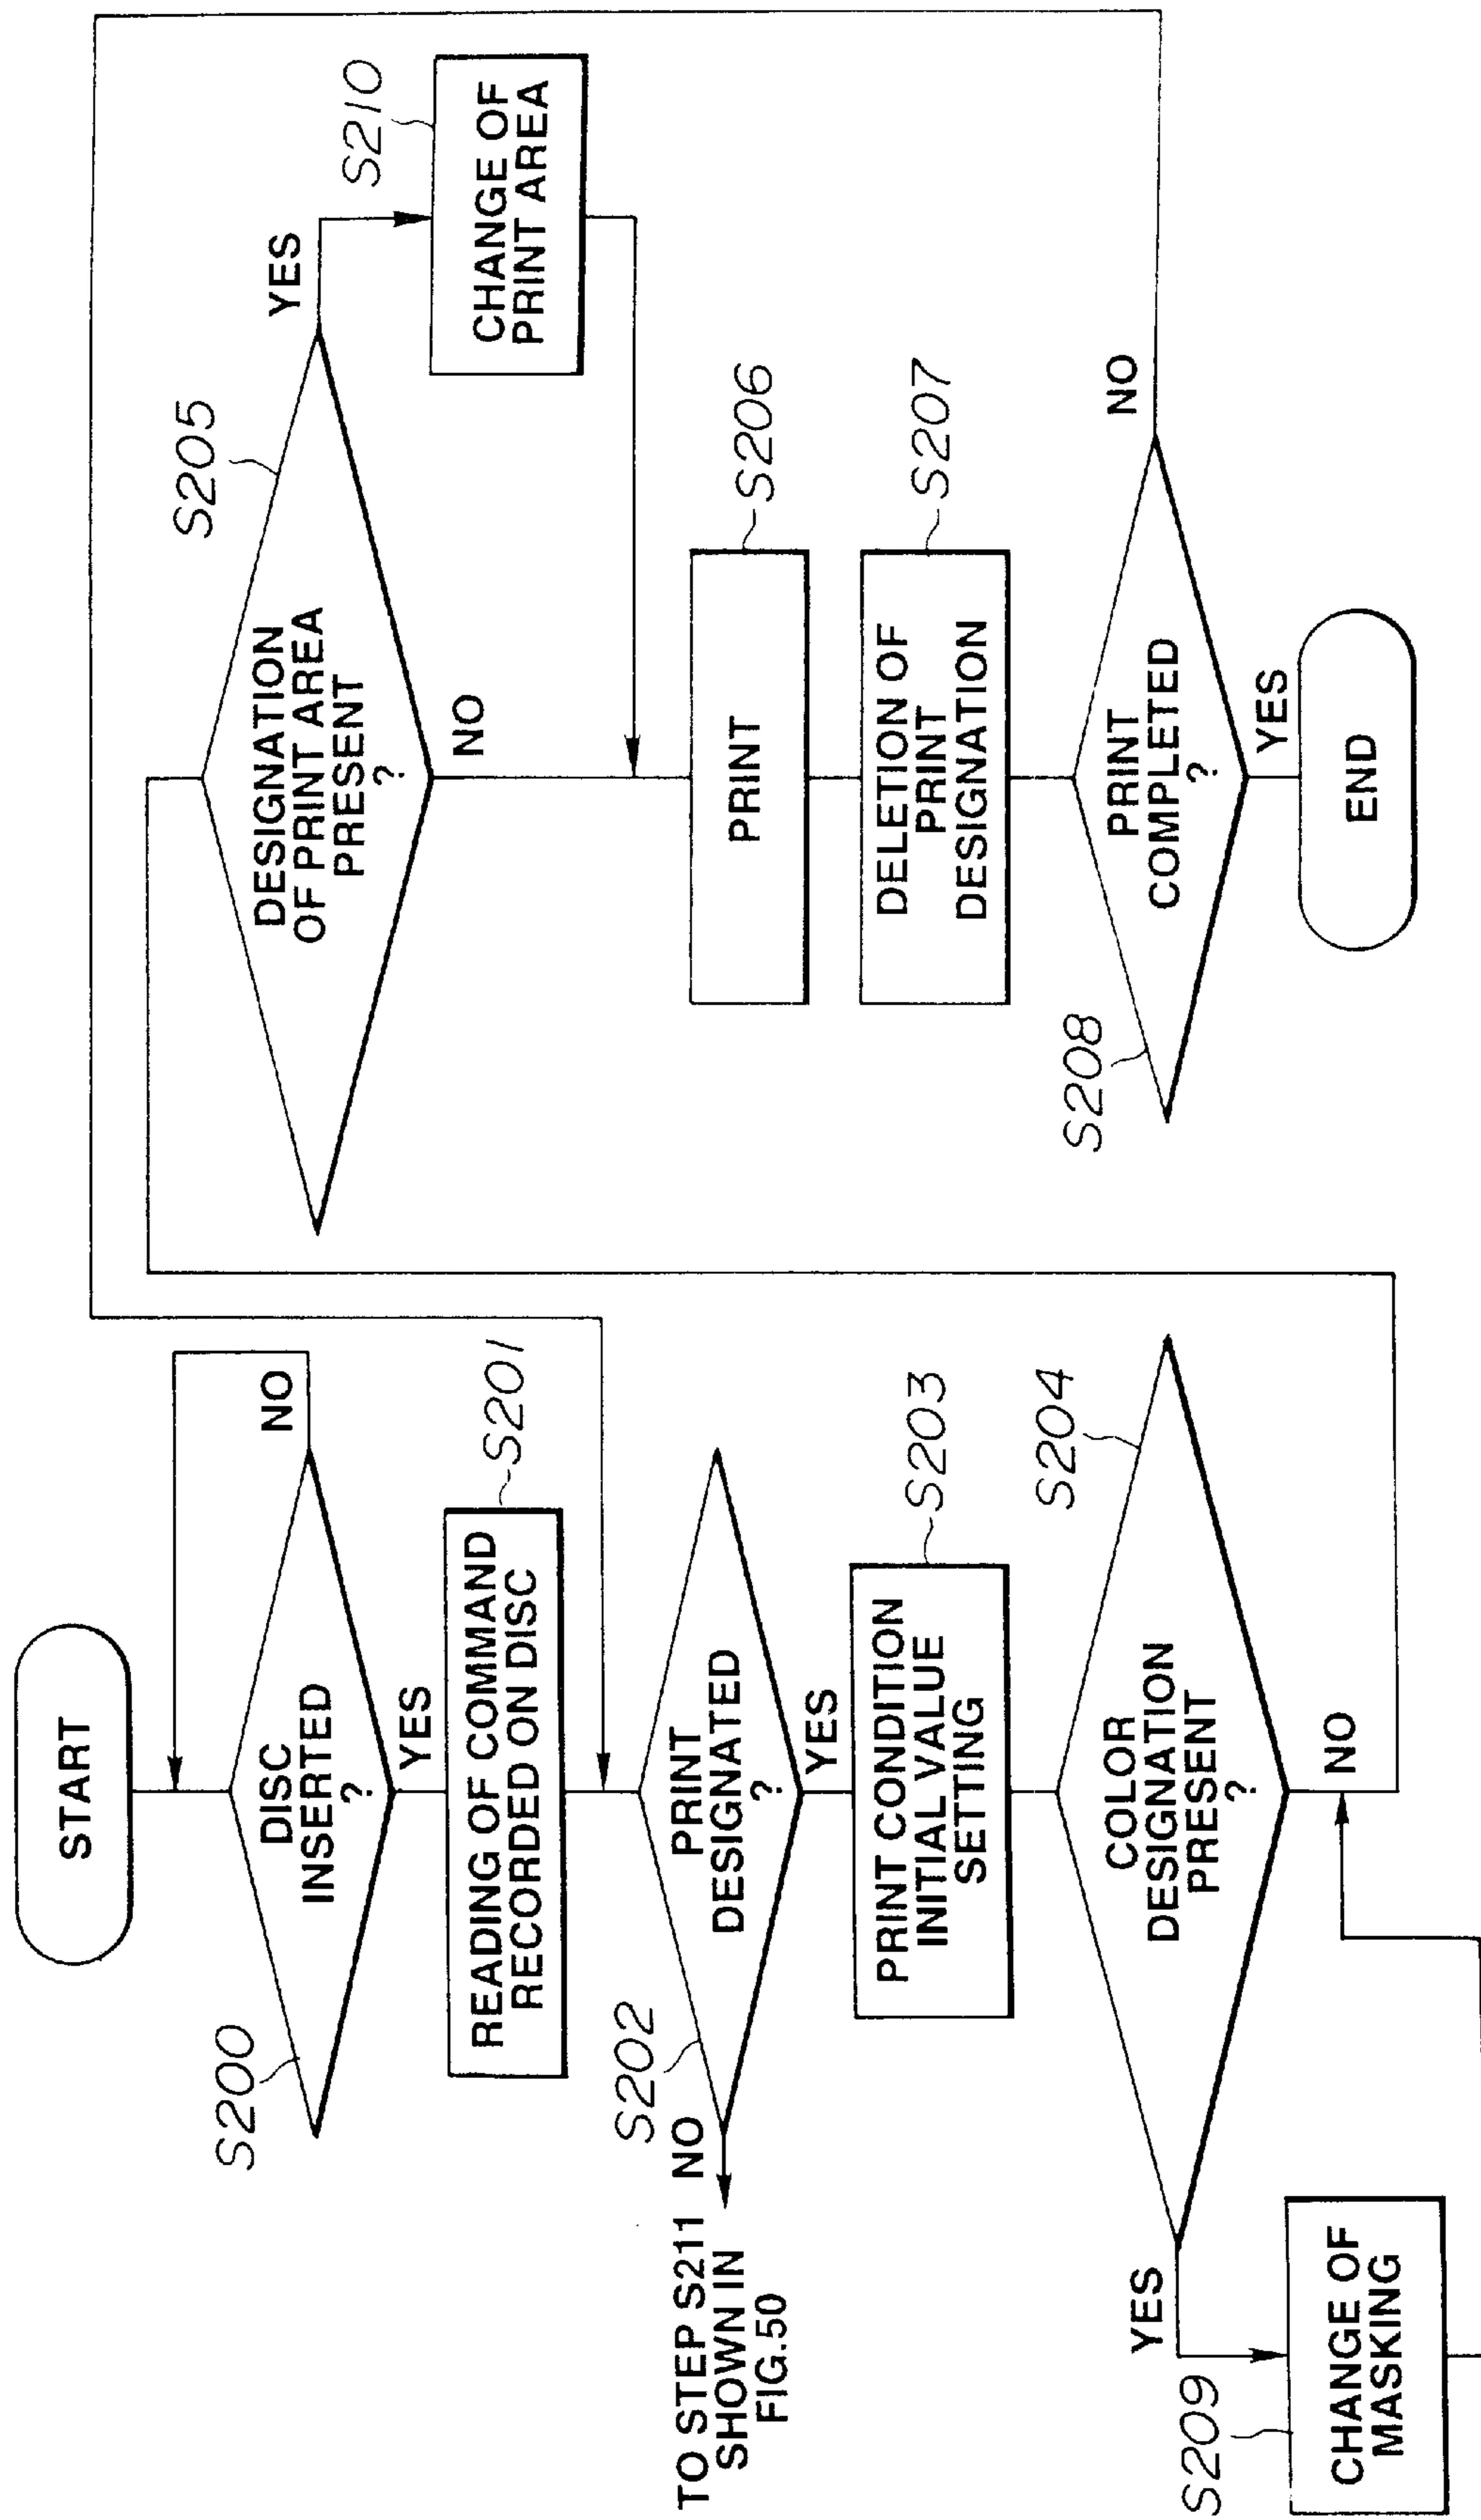 START
S200
DISC
INSERTED
?
NO
YES
READING OF COMMAND
RECORDED ON DISC
S201
S202
PRINT
DESIGNATED
?
NO
TO STEP S211
SHOWN IN
FIG.50
YES
PRINT CONDITION
INITIAL VALUE
SETTING
S203
S204
COLOR
DESIGNATION
PRESENT
?
YES
NO
S209
CHANGE OF
MASKING
S205
DESIGNATION
OF PRINT AREA
PRESENT
?
YES
S210
CHANGE OF
PRINT AREA
NO
PRINT
S206
DELETION OF
PRINT
DESIGNATION
S207
S208
PRINT
COMPLETED
?
NO
YES
END